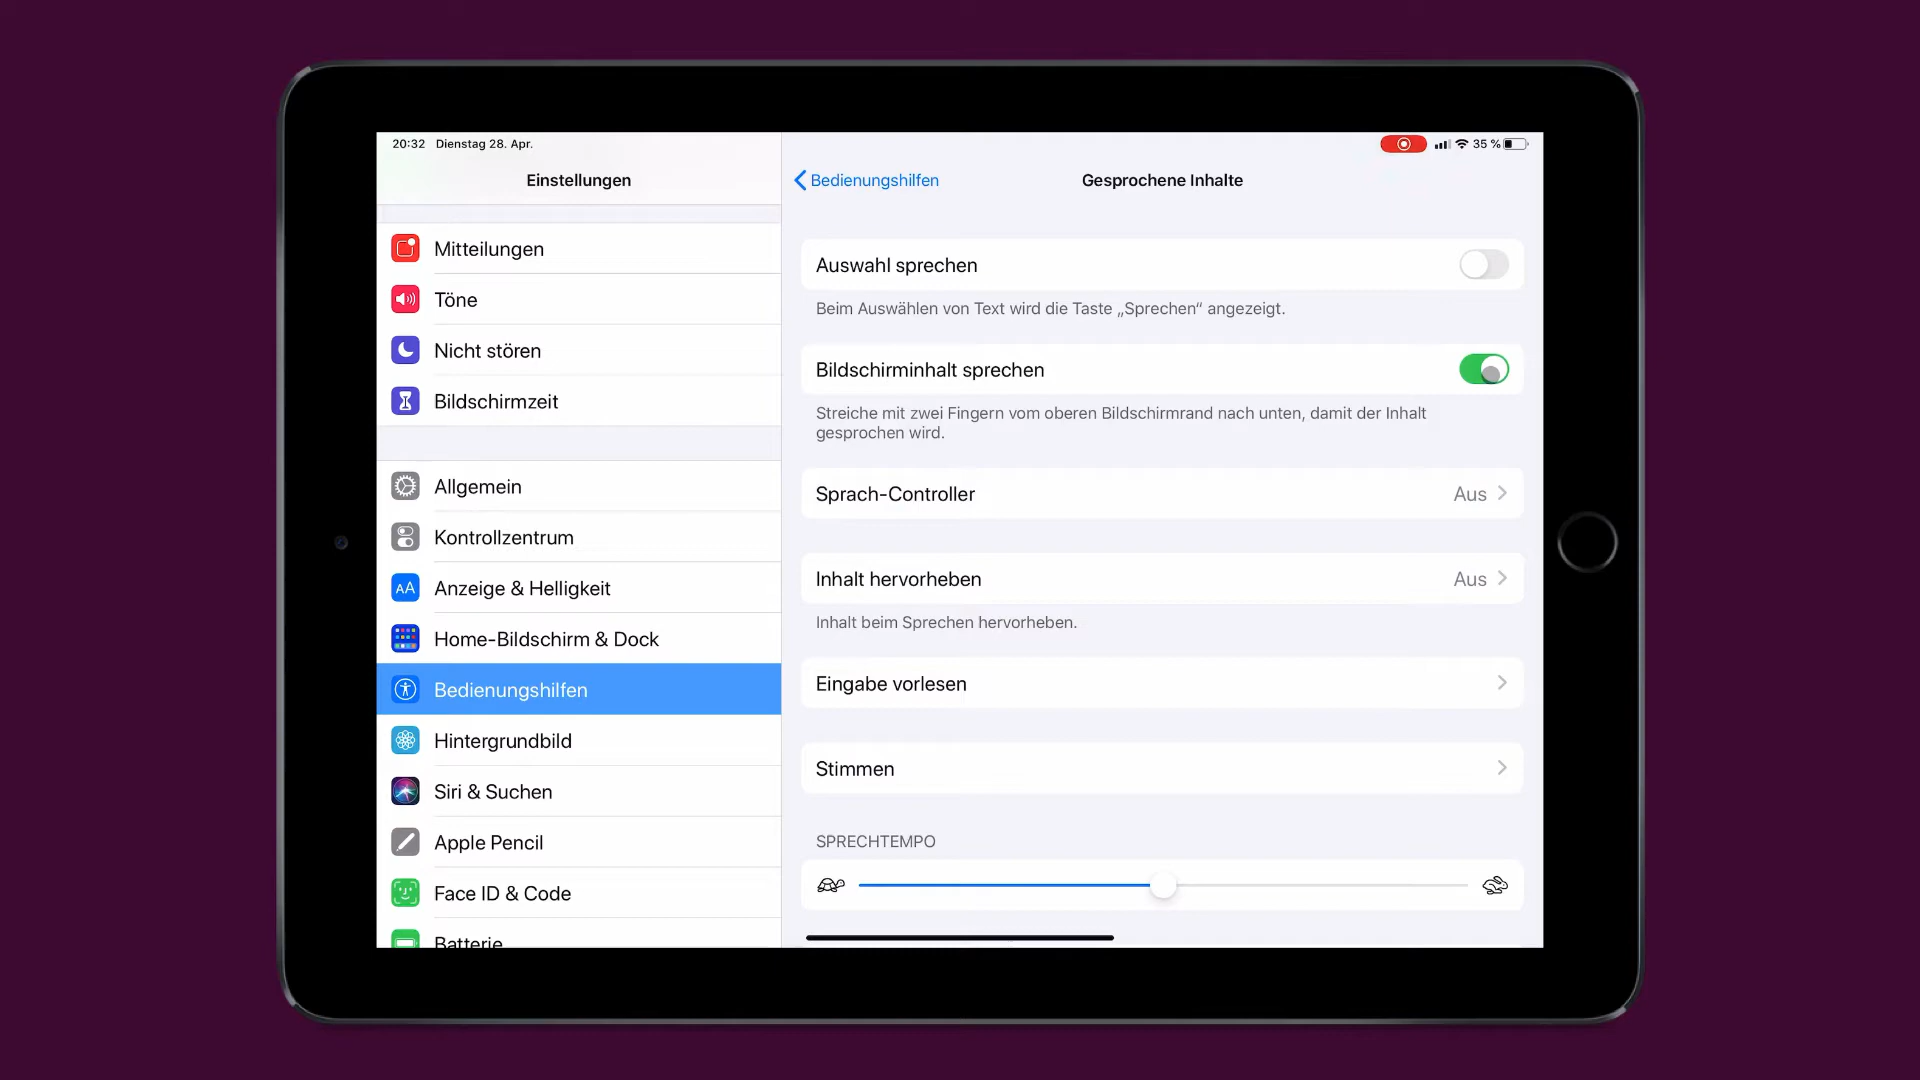 20:32 Dienstag 28. Apr.
35 %
Einstellungen
Mitteilungen
Töne
Nicht stören
Bildschirmzeit
Allgemein
Kontrollzentrum
AA Anzeige & Helligkeit
Home-Bildschirm & Dock
Bedienungshilfen
Hintergrundbild
Siri & Suchen
Apple Pencil
Face ID & Code
Batterie
Bedienungshilfen
Gesprochene Inhalte
Auswahl sprechen
Beim Auswählen von Text wird die Taste „Sprechen“ angezeigt.
Bildschirminhalt sprechen
Streiche mit zwei Fingern vom oberen Bildschirmrand nach unten, damit der Inhalt
gesprochen wird.
Sprach-Controller Aus
Inhalt hervorheben Aus
Inhalt beim Sprechen hervorheben.
Eingabe vorlesen
Stimmen
SPRECHTEMPO